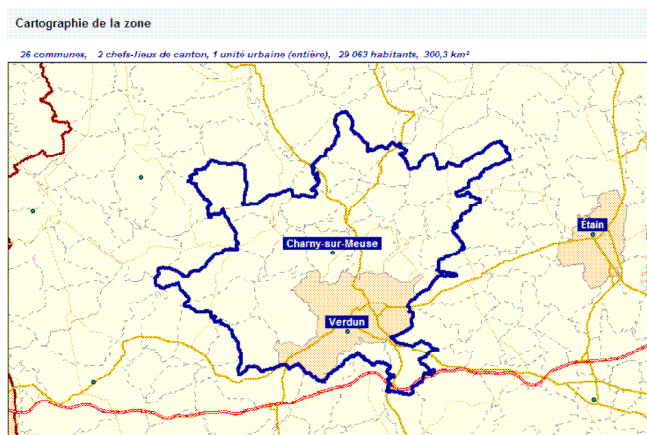 Cartographie de la zone
26 communes, 2 chefs-lieux de canton, 1 unité urbaine (entière), 29 063 habitants, 300,3 km²
Étain
Charny-sur-Meuse
Verdun